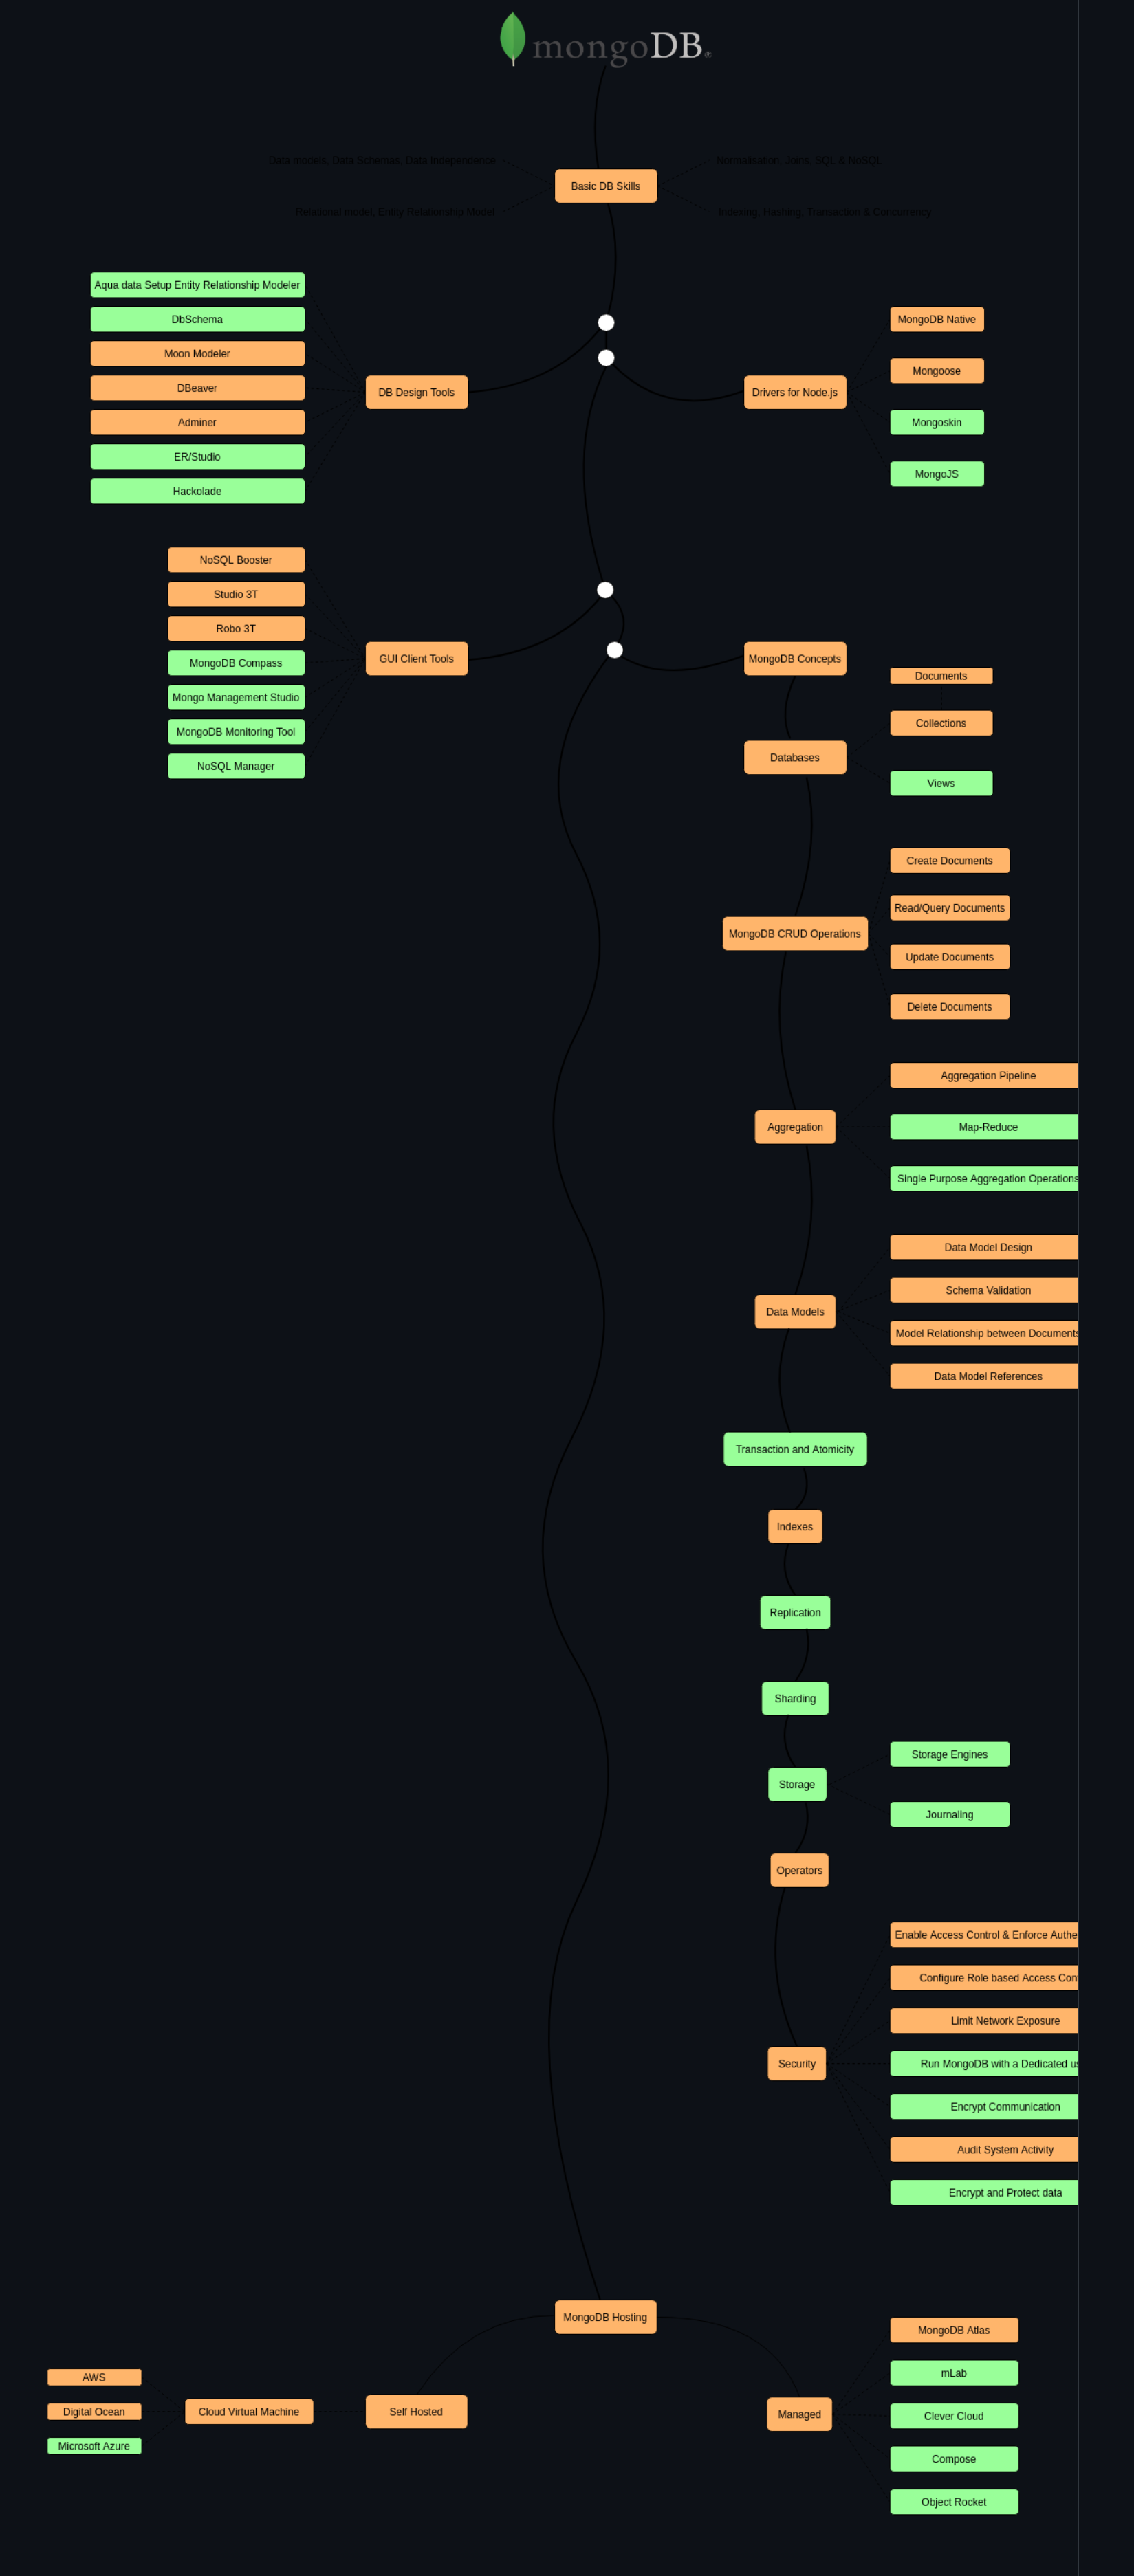 mongoDB®
Data models, Data Schemes, Data Independence
Normalisation, Joins, SQL & NoSQL
Basic DB Skills
Relational model, Entity Relationship Model
Indexing, Hashing, Transaction & Concurrency
Aqua data Setup Entity Relationship Modeler
DbSchema
Moon Modeler
DBeaver
Adminer
ER/Studio
Hackolade
DB Design Tools
Drivers for Node.js
MongoDB Native
Mongoose
Mongoskin
MongoJS
NoSQL Booster
Studio 3T
Robo 3T
MongoDB Compass
Mongo Management Studio
MongoDB Monitoring Tool
NoSQL Manager
GUI Client Tools
MongoDB Concepts
Documents
Collections
Databases
Views
Create Documents
Read/Query Documents
MongoDB CRUD Operations
Update Documents
Delete Documents
Aggregation Pipeline
Aggregation
Map-Reduce
Single Purpose Aggregation Operations
Data Model Design
Schema Validation
Data Models
Model Relationship between Documents
Data Model References
Transaction and Atomicity
Indexes
Replication
Sharding
Storage Engines
Storage
Journaling
Operators
Enable Access Control & Enforce Authe
Configure Role based Access Cont
Limit Network Exposure
Security
Run MongoDB with a Dedicated us
Encrypt Communication
Audit System Activity
Encrypt and Protect data
MongoDB Hosting
AWS
Digital Ocean
Microsoft Azure
Cloud Virtual Machine
Self Hosted
Managed
MongoDB Atlas
mLab
Clever Cloud
Compose
Object Rocket